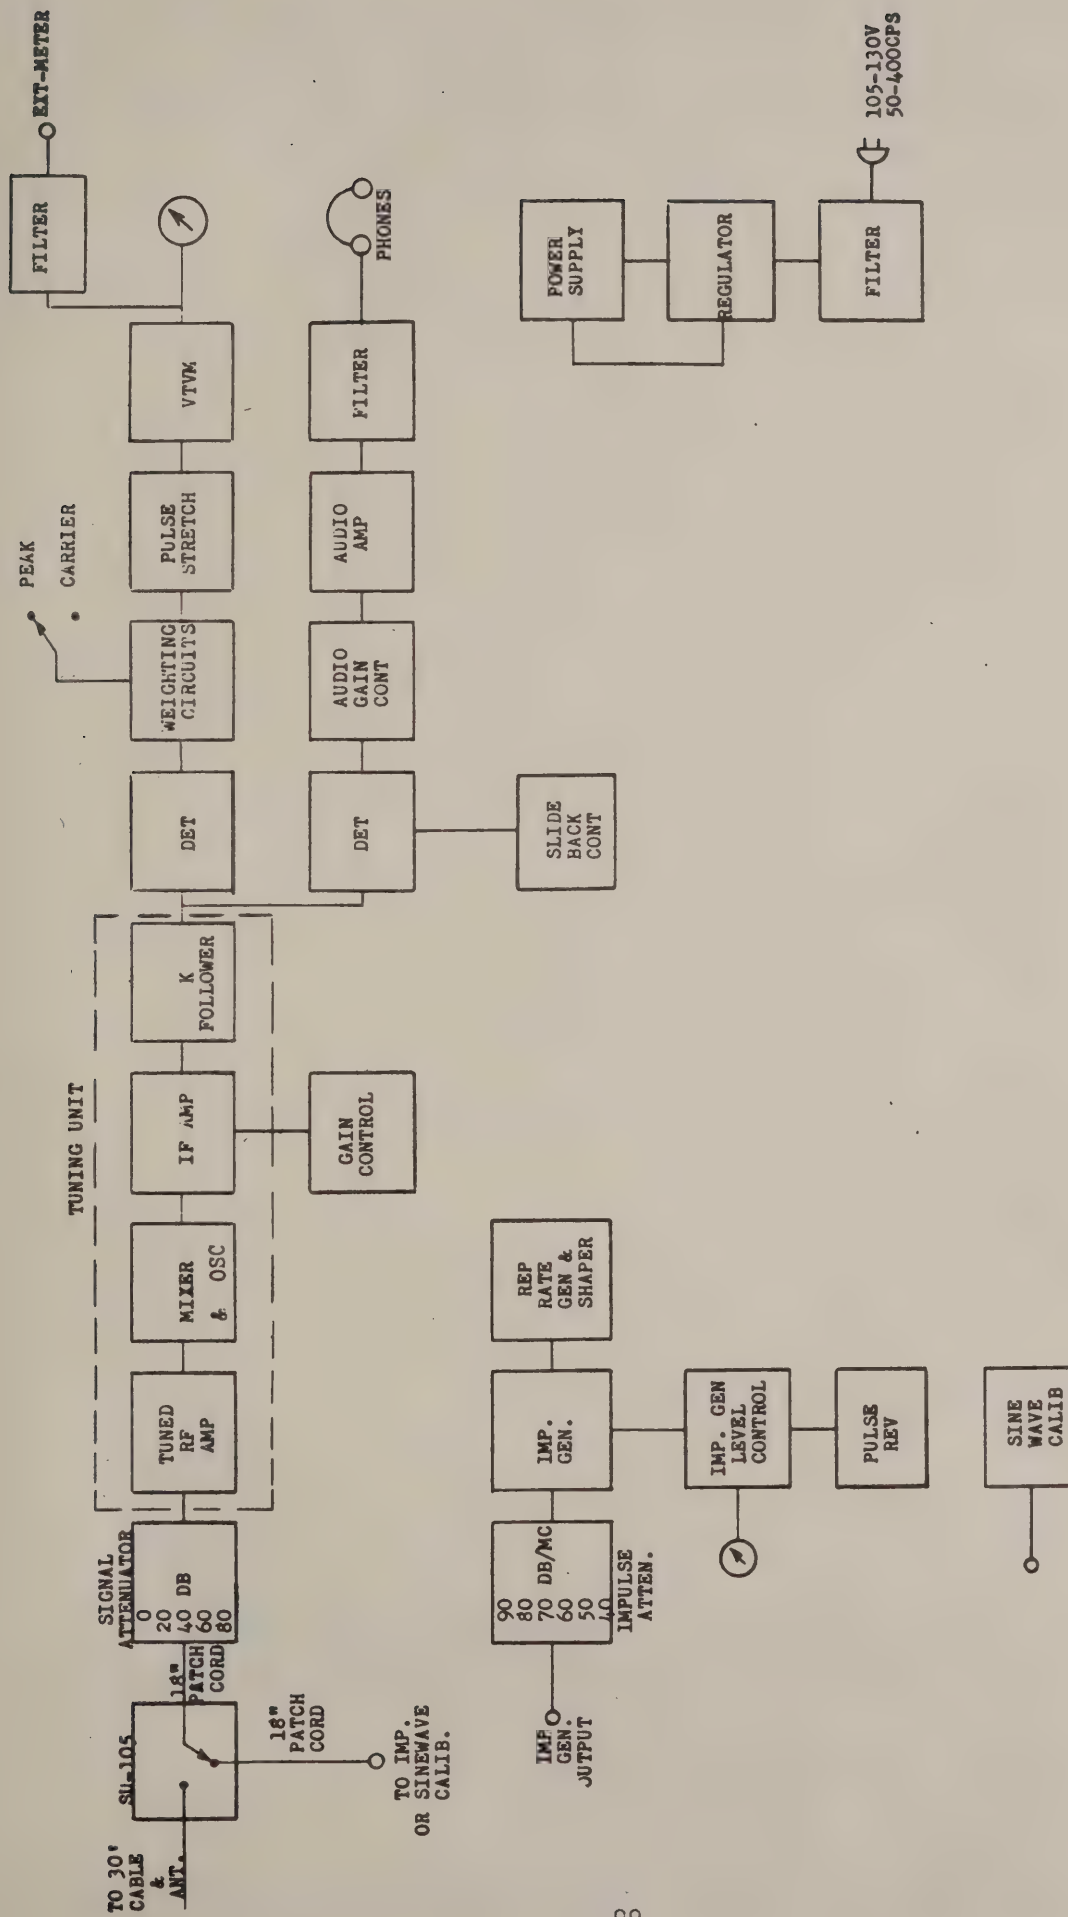 TO 30'
CABLE
&
ANT.
SU-105
18"
PATCH
CORD
18"
PATCH
CORD
TO IMP.
OR SINEWAVE
CALIB.
SIGNAL
ATTENUATOR
0
20
40 DB
60
80
TUNING UNIT
TUNED
RF
AMP
MIXER
& OSC
IF AMP
K
FOLLOWER
GAIN
CONTROL
DET
WEIGHTING
CIRCUITS
PEAK
CARRIER
PULSE
STRETCH
VTVM
FILTER
EXT-METER
DET
AUDIO
GAIN
CONT
AUDIO
AMP
FILTER
PHONES
SLIDE
BACK
CONT
IMP
GEN.
OUTPUT
90
80
70 DB/MC
60
50
40
IMPULSE
ATTEN.
IMP.
GEN.
REP
RATE
GEN &
SHAPER
IMP. GEN
LEVEL
CONTROL
PULSE
REV
SINE
WAVE
CALIB
POWER
SUPPLY
REGULATOR
FILTER
105-130V
50-400CPS